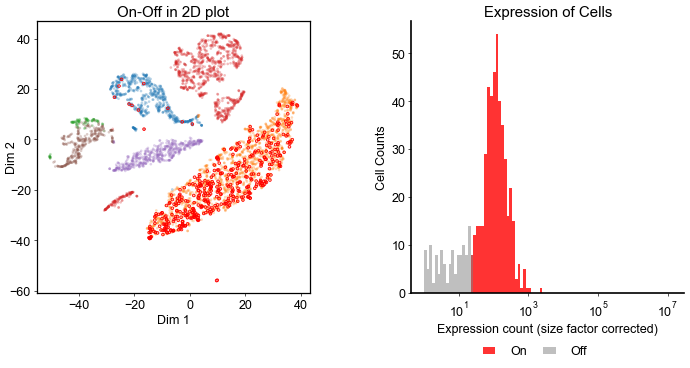 On-Off in 2D plot
Dim 2
40
20
0
−20
−40
−60
−40 −20 0 20 40
Dim 1
Expression of Cells
Cell Counts
50
40
30
20
10
0
10^1 10^3 10^5 10^7
Expression count (size factor corrected)
On Off